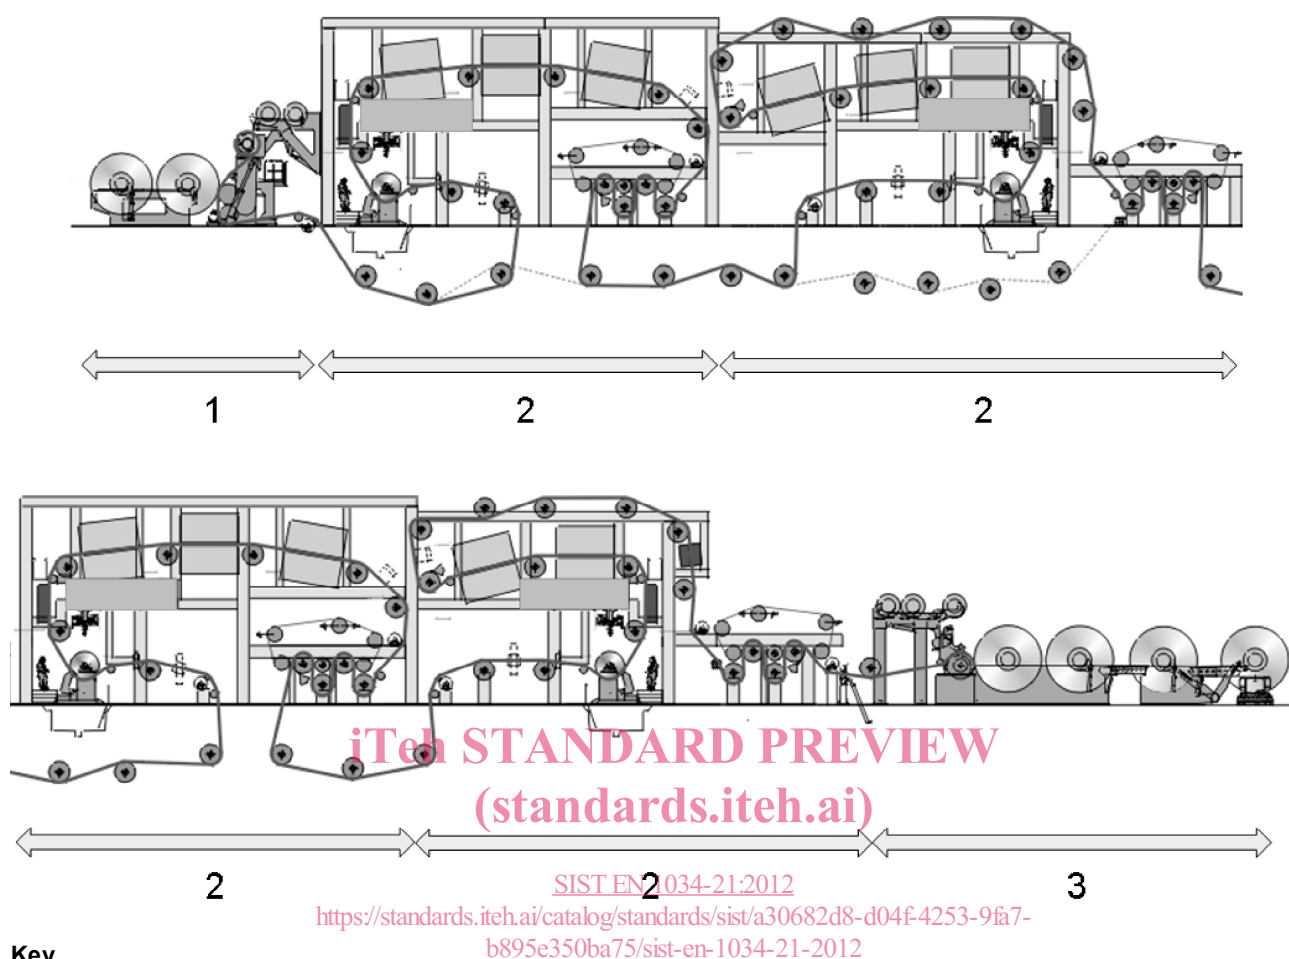 1
2
2
iTeh STANDARD PREVIEW
(standards.iteh.ai)
2
2
3
SIST EN 1034-21:2012
https://standards.iteh.ai/catalog/standards/sist/a30682d8-d04f-4253-9fa7-
b895e350ba75/sist-en-1034-21-2012
Key